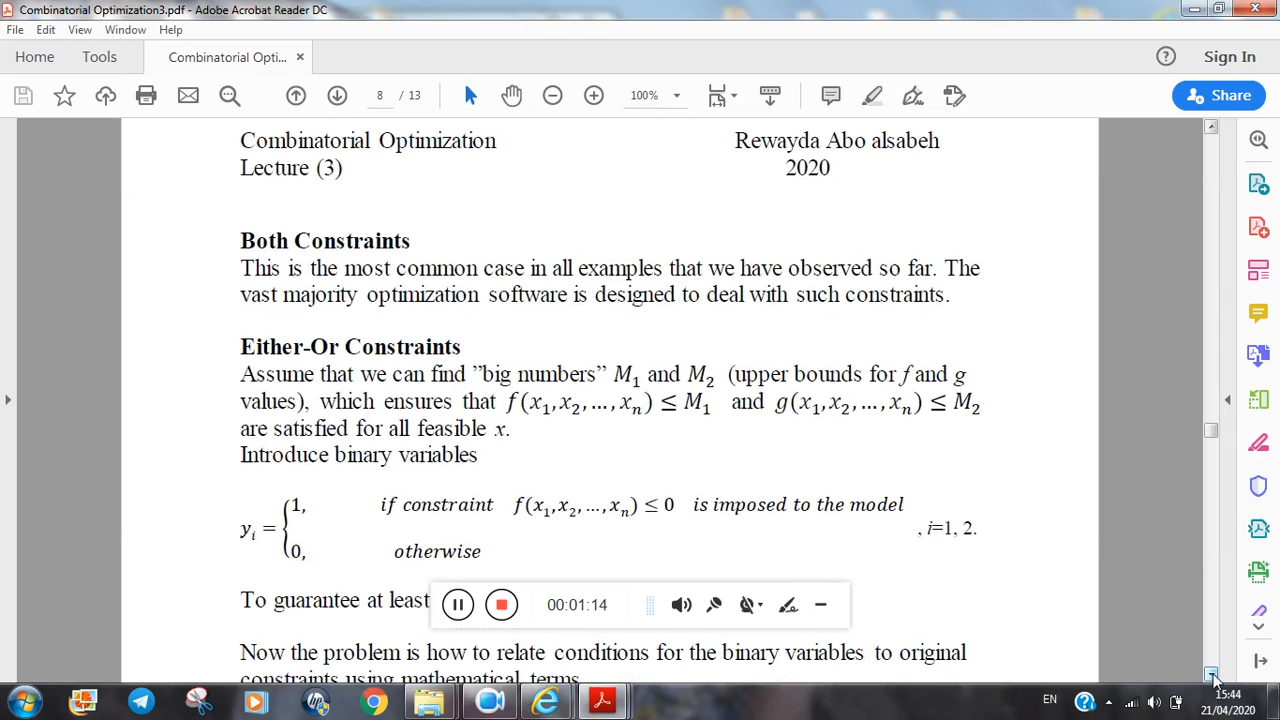 Combinatorial Optimization3.pdf - Adobe Acrobat Reader DC
File Edit View Window Help
Home Tools Combinatorial Opti... × Sign In
8 / 13 100% Share
Combinatorial Optimization Rewayda Abo alsabeh
Lecture (3) 2020
Both Constraints
This is the most common case in all examples that we have observed so far. The
vast majority optimization software is designed to deal with such constraints.
Either-Or Constraints
Assume that we can find ”big numbers” M₁ and M₂ (upper bounds for f and g
values), which ensures that f(x₁,x₂,…,xₙ) ≤ M₁ and g(x₁,x₂,…,xₙ) ≤ M₂
are satisfied for all feasible x.
Introduce binary variables
1, if constraint f(x₁,x₂,…,xₙ) ≤ 0 is imposed to the model
yᵢ = { , i=1, 2.
0, otherwise
To guarantee at least
00:01:14
Now the problem is how to relate conditions for the binary variables to original
constraints using mathematical terms
EN 15:44
21/04/2020